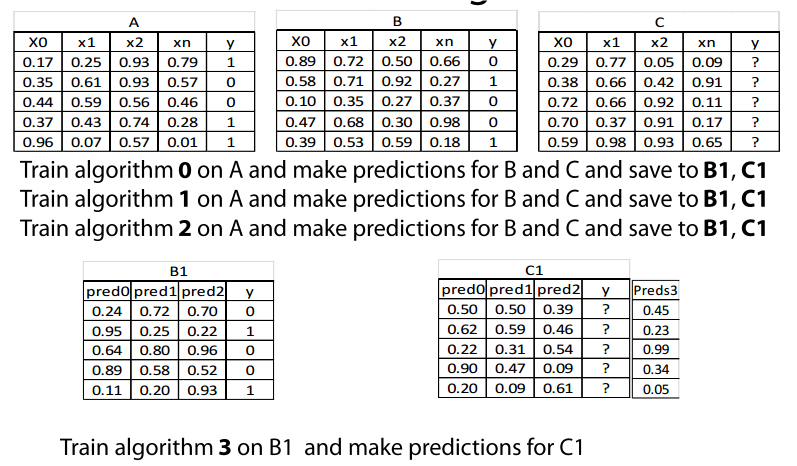 A
X0 x1 x2 xn y
0.17 0.25 0.93 0.79 1
0.35 0.61 0.93 0.57 0
0.44 0.59 0.56 0.46 0
0.37 0.43 0.74 0.28 1
0.96 0.07 0.57 0.01 1
B
X0 x1 x2 xn y
0.89 0.72 0.50 0.66 0
0.58 0.71 0.92 0.27 1
0.10 0.35 0.27 0.37 0
0.47 0.68 0.30 0.98 0
0.39 0.53 0.59 0.18 1
C
X0 x1 x2 xn y
0.29 0.77 0.05 0.09 ?
0.38 0.66 0.42 0.91 ?
0.72 0.66 0.92 0.11 ?
0.70 0.37 0.91 0.17 ?
0.59 0.98 0.93 0.65 ?
Train algorithm 0 on A and make predictions for B and C and save to B1, C1
Train algorithm 1 on A and make predictions for B and C and save to B1, C1
Train algorithm 2 on A and make predictions for B and C and save to B1, C1
B1
pred0 pred1 pred2 y
0.24 0.72 0.70 0
0.95 0.25 0.22 1
0.64 0.80 0.96 0
0.89 0.58 0.52 0
0.11 0.20 0.93 1
C1
pred0 pred1 pred2 y Preds3
0.50 0.50 0.39 ? 0.45
0.62 0.59 0.46 ? 0.23
0.22 0.31 0.54 ? 0.99
0.90 0.47 0.09 ? 0.34
0.20 0.09 0.61 ? 0.05
Train algorithm 3 on B1 and make predictions for C1